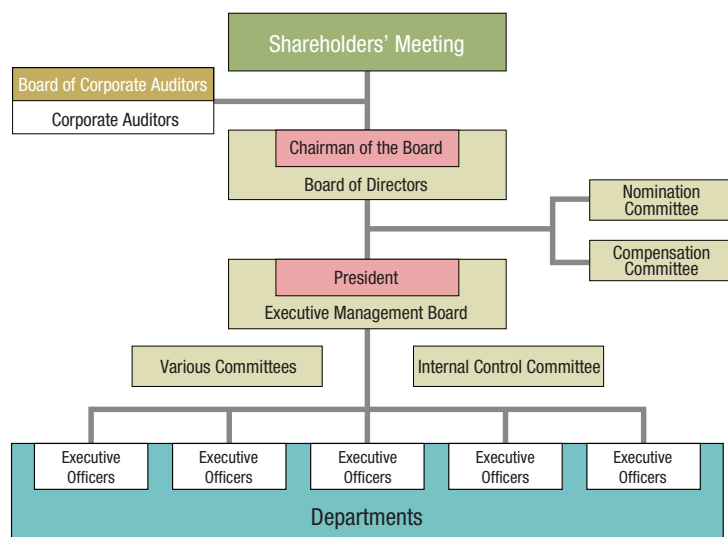 Shareholders' Meeting
Board of Corporate Auditors
Corporate Auditors
Chairman of the Board
Board of Directors
Nomination
Committee
Compensation
Committee
President
Executive Management Board
Various Committees
Internal Control Committee
Executive
Officers
Executive
Officers
Executive
Officers
Executive
Officers
Executive
Officers
Departments